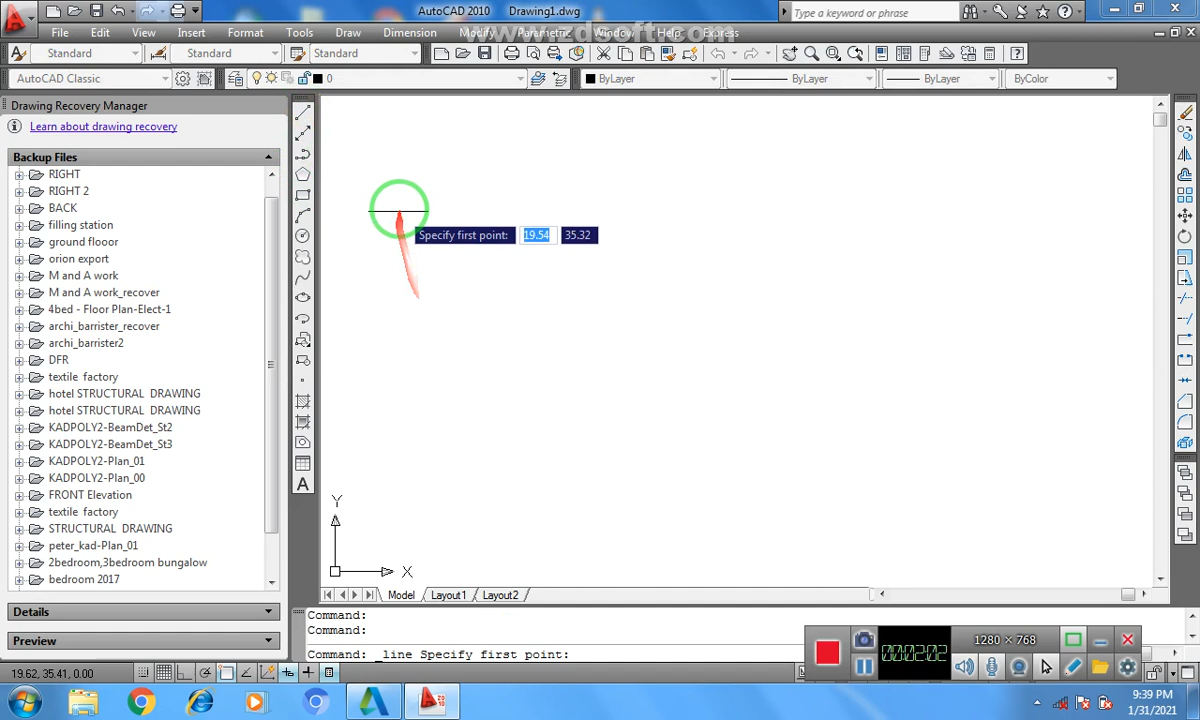 AutoCAD 2010 Drawing1.dwg
Type a keyword or phrase
File Edit View Insert Format Tools Draw Dimension Modify Parametric Window Help Express
www.zdsoft.com
Standard Standard Standard
AutoCAD Classic 0 ByLayer ByLayer ByLayer ByColor
Drawing Recovery Manager
Learn about drawing recovery
Backup Files
RIGHT
RIGHT 2
BACK
filling station
ground flooor
orion export
M and A work
M and A work_recover
4bed - Floor Plan-Elect-1
archi_barrister_recover
archi_barrister2
DFR
textile factory
hotel STRUCTURAL DRAWING
hotel STRUCTURAL DRAWING
KADPOLY2-BeamDet_St2
KADPOLY2-BeamDet_St3
KADPOLY2-Plan_01
KADPOLY2-Plan_00
FRONT Elevation
textile factory
STRUCTURAL DRAWING
peter_kad-Plan_01
2bedroom,3bedroom bungalow
bedroom 2017
Details
Preview
Specify first point: 19.54 35.32
Y
X
Model Layout1 Layout2
Command:
Command:
Command: _line Specify first point:
19.62, 35.41, 0.00
00:02:02
1280 × 768
9:39 PM
1/31/2021